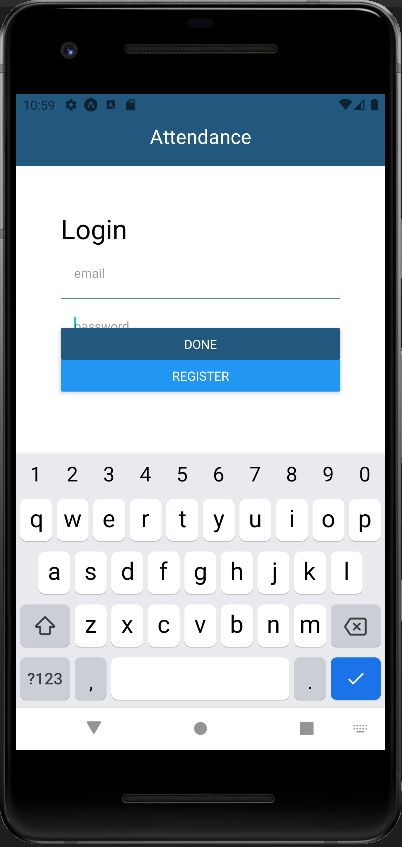 10:59
Attendance
Login
email
password
DONE
REGISTER
1 2 3 4 5 6 7 8 9 0
q w e r t y u i o p
a s d f g h j k l
z x c v b n m
?123 , .